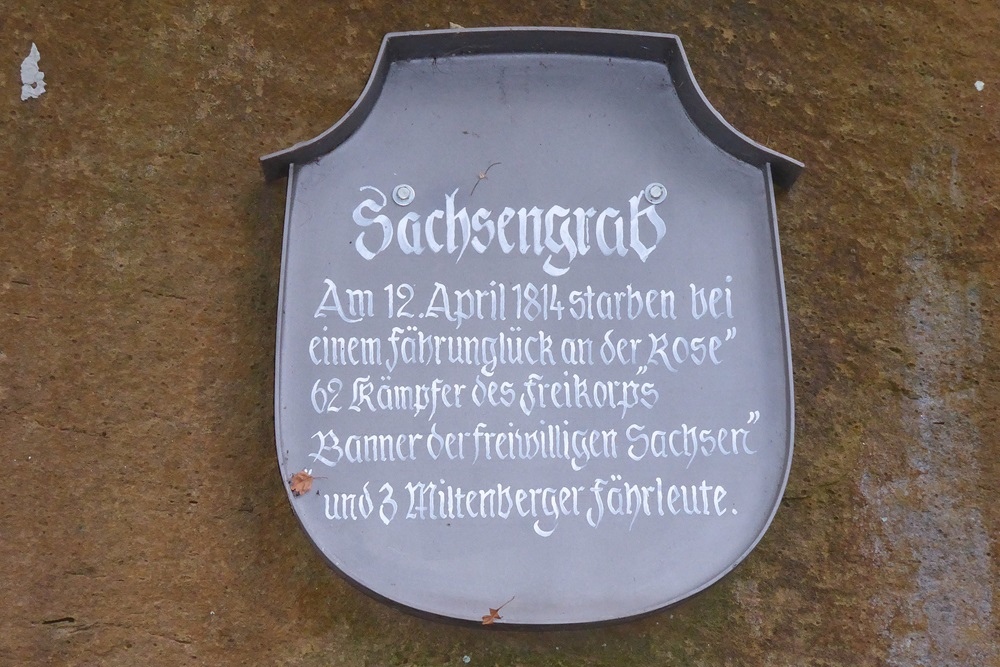 Sachsengrab
Am 12. April 1814 starben bei
einem Fährunglück an der Rose"
62 Kämpfer des Freikorp"s
Banner der freiwilligen Sachsen"
"und 3 Miltenberger Fährleute.